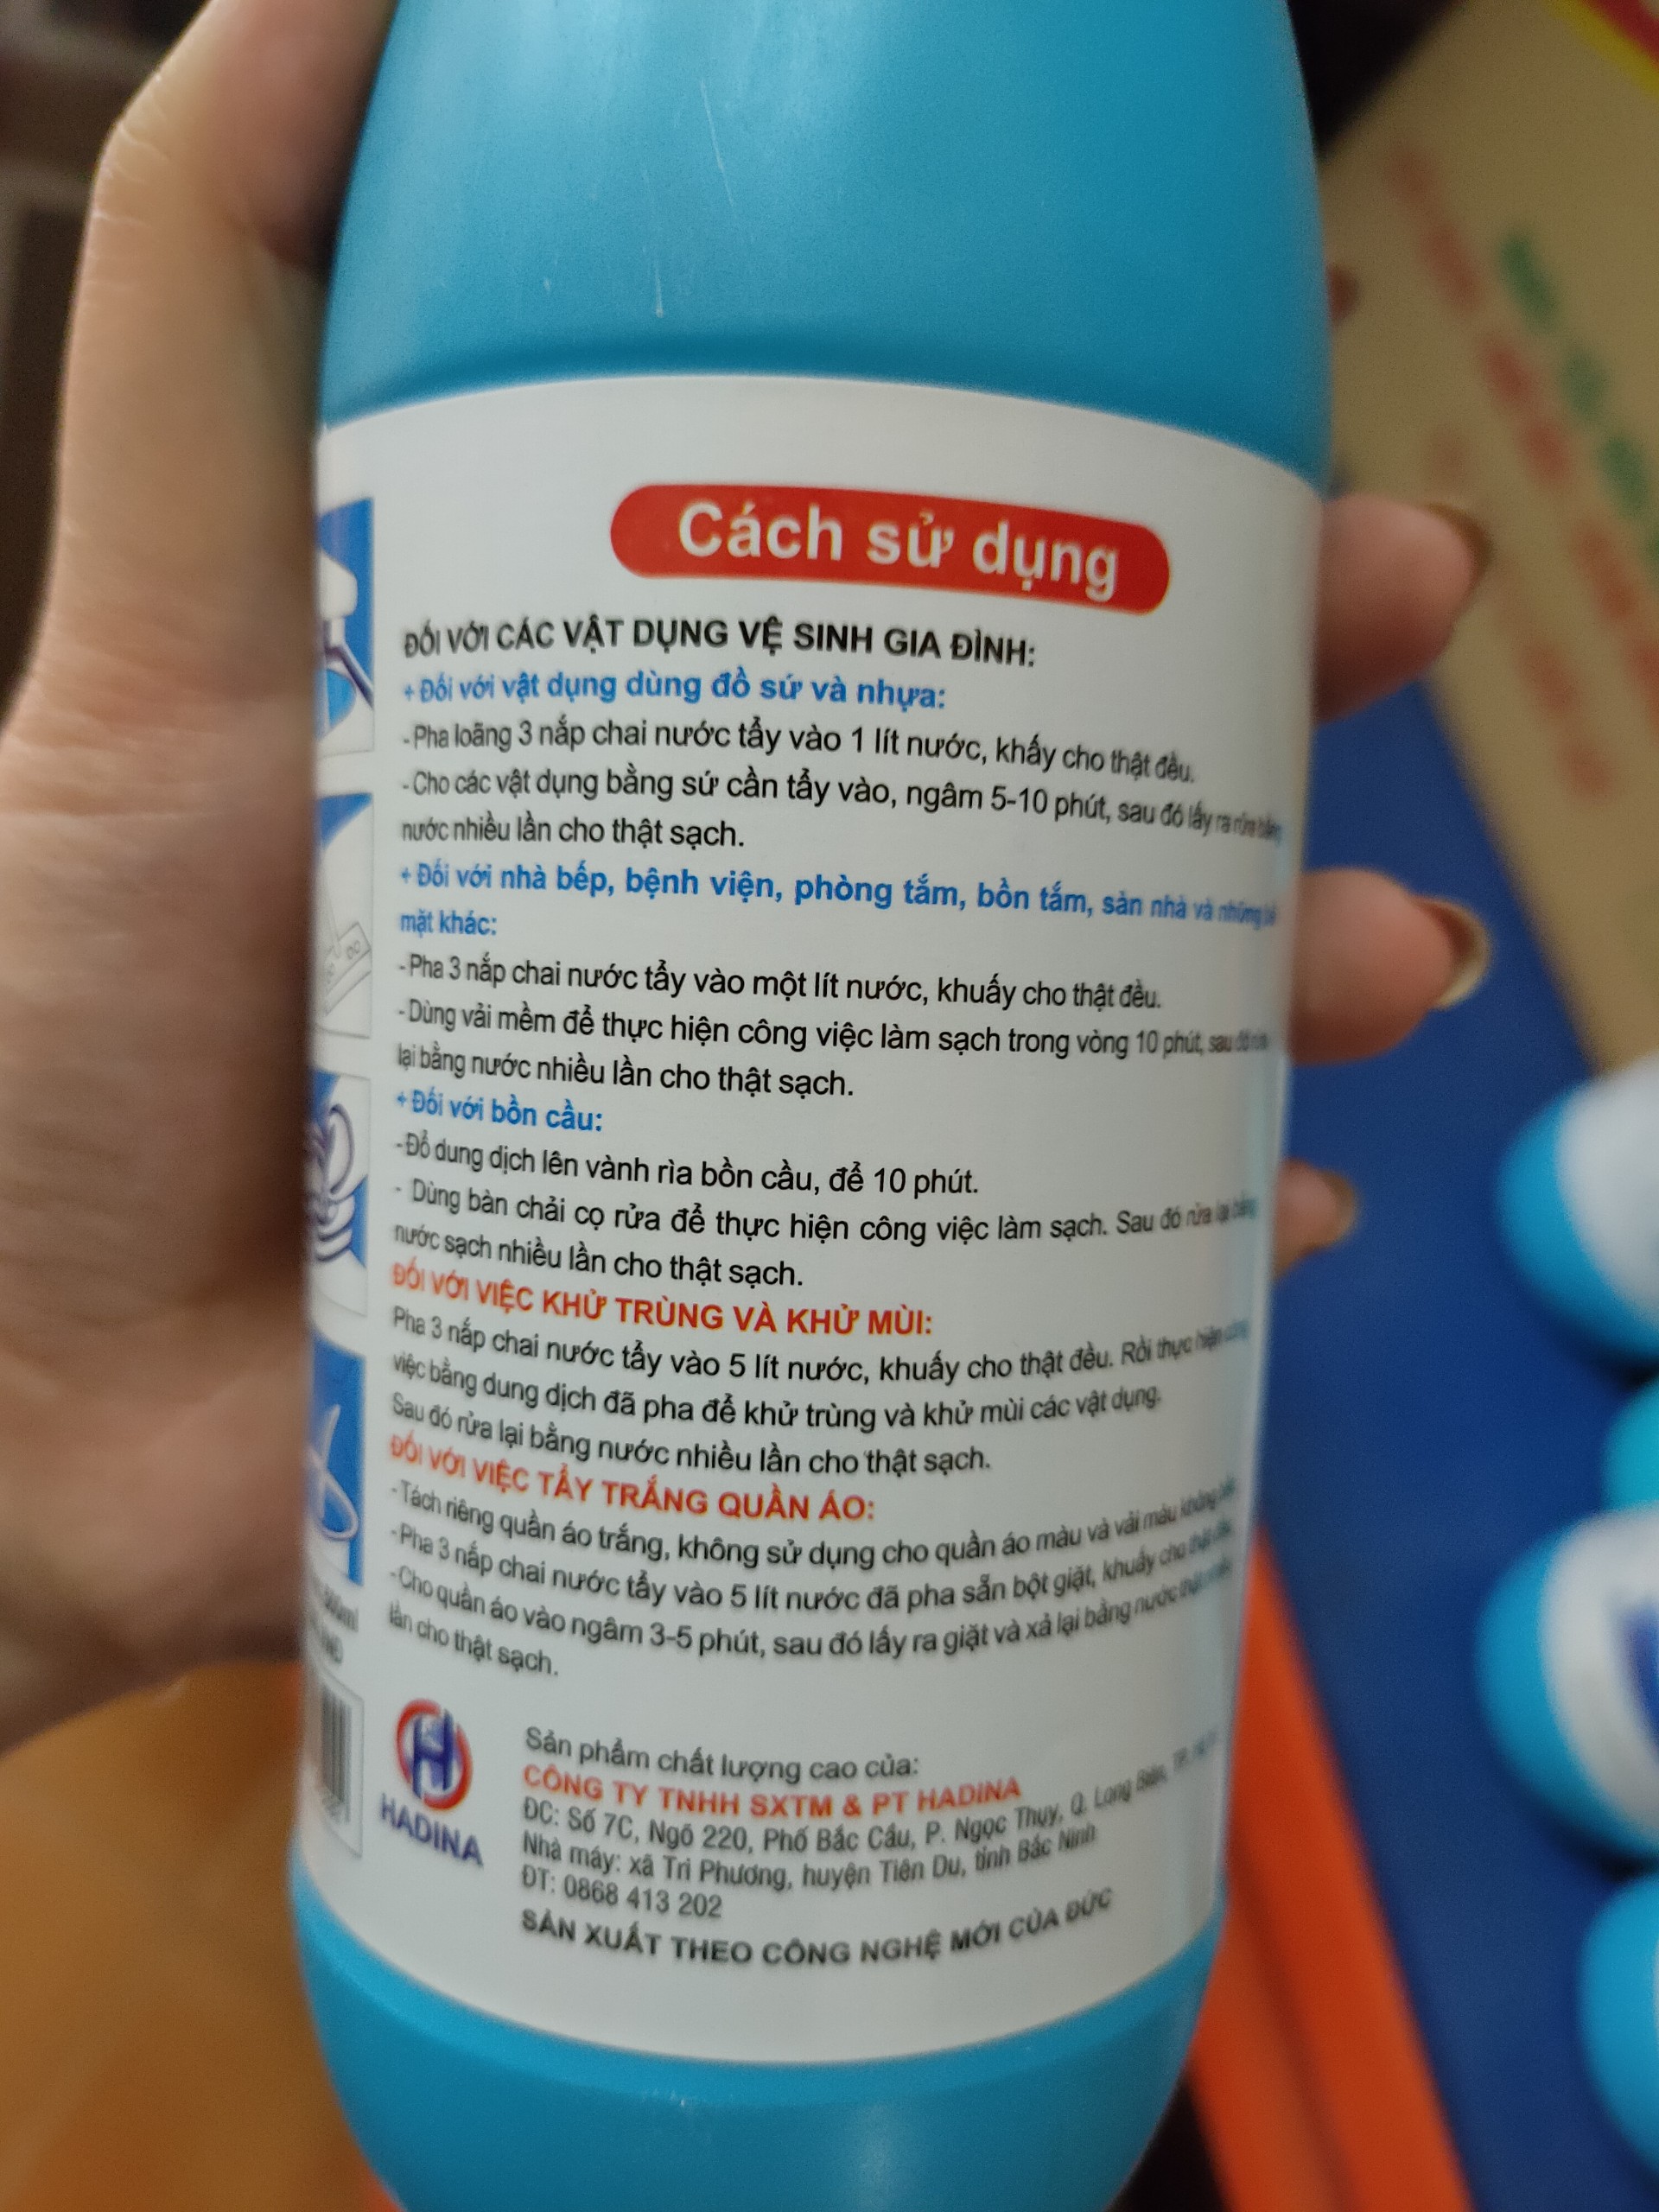 Cách sử dụng
ĐỐI VỚI CÁC VẬT DỤNG VỆ SINH GIA ĐÌNH:
+ Đối với vật dụng dùng đồ sứ và nhựa:
- Pha loãng 3 nắp chai nước tẩy vào 1 lít nước, khấy cho thật đều.
- Cho các vật dụng bằng sứ cần tẩy vào, ngâm 5-10 phút, sau đó lấy ra rửa bằng
nước nhiều lần cho thật sạch.
+ Đối với nhà bếp, bệnh viện, phòng tắm, bồn tắm, sàn nhà và những bề
mặt khác:
- Pha 3 nắp chai nước tẩy vào một lít nước, khuấy cho thật đều.
- Dùng vải mềm để thực hiện công việc làm sạch trong vòng 10 phút, sau đó rửa
lại bằng nước nhiều lần cho thật sạch.
+ Đối với bồn cầu:
- Đổ dung dịch lên vành rìa bồn cầu, để 10 phút.
- Dùng bàn chải cọ rửa để thực hiện công việc làm sạch. Sau đó rửa lại bằng
nước sạch nhiều lần cho thật sạch.
ĐỐI VỚI VIỆC KHỬ TRÙNG VÀ KHỬ MÙI:
Pha 3 nắp chai nước tẩy vào 5 lít nước, khuấy cho thật đều. Rồi thực hiện công
việc bằng dung dịch đã pha để khử trùng và khử mùi các vật dụng.
Sau đó rửa lại bằng nước nhiều lần cho thật sạch.
ĐỐI VỚI VIỆC TẨY TRẮNG QUẦN ÁO:
- Tách riêng quần áo trắng, không sử dụng cho quần áo màu và vải màu không
- Pha 3 nắp chai nước tẩy vào 5 lít nước đã pha sẵn bột giặt, khuấy cho thật đều.
- Cho quần áo vào ngâm 3-5 phút, sau đó lấy ra giặt và xả lại bằng nước thật nhiều
lần cho thật sạch.
HADINA
Sản phẩm chất lượng cao của:
CÔNG TY TNHH SXTM & PT HADINA
ĐC: Số 7C, Ngõ 220, Phố Bắc Cầu, P. Ngọc Thụy, Q. Long Biên, TP.
Nhà máy: xã Tri Phương, huyện Tiên Du, tỉnh Bắc Ninh
ĐT: 0868 413 202
SẢN XUẤT THEO CÔNG NGHỆ MỚI CỦA ĐỨC